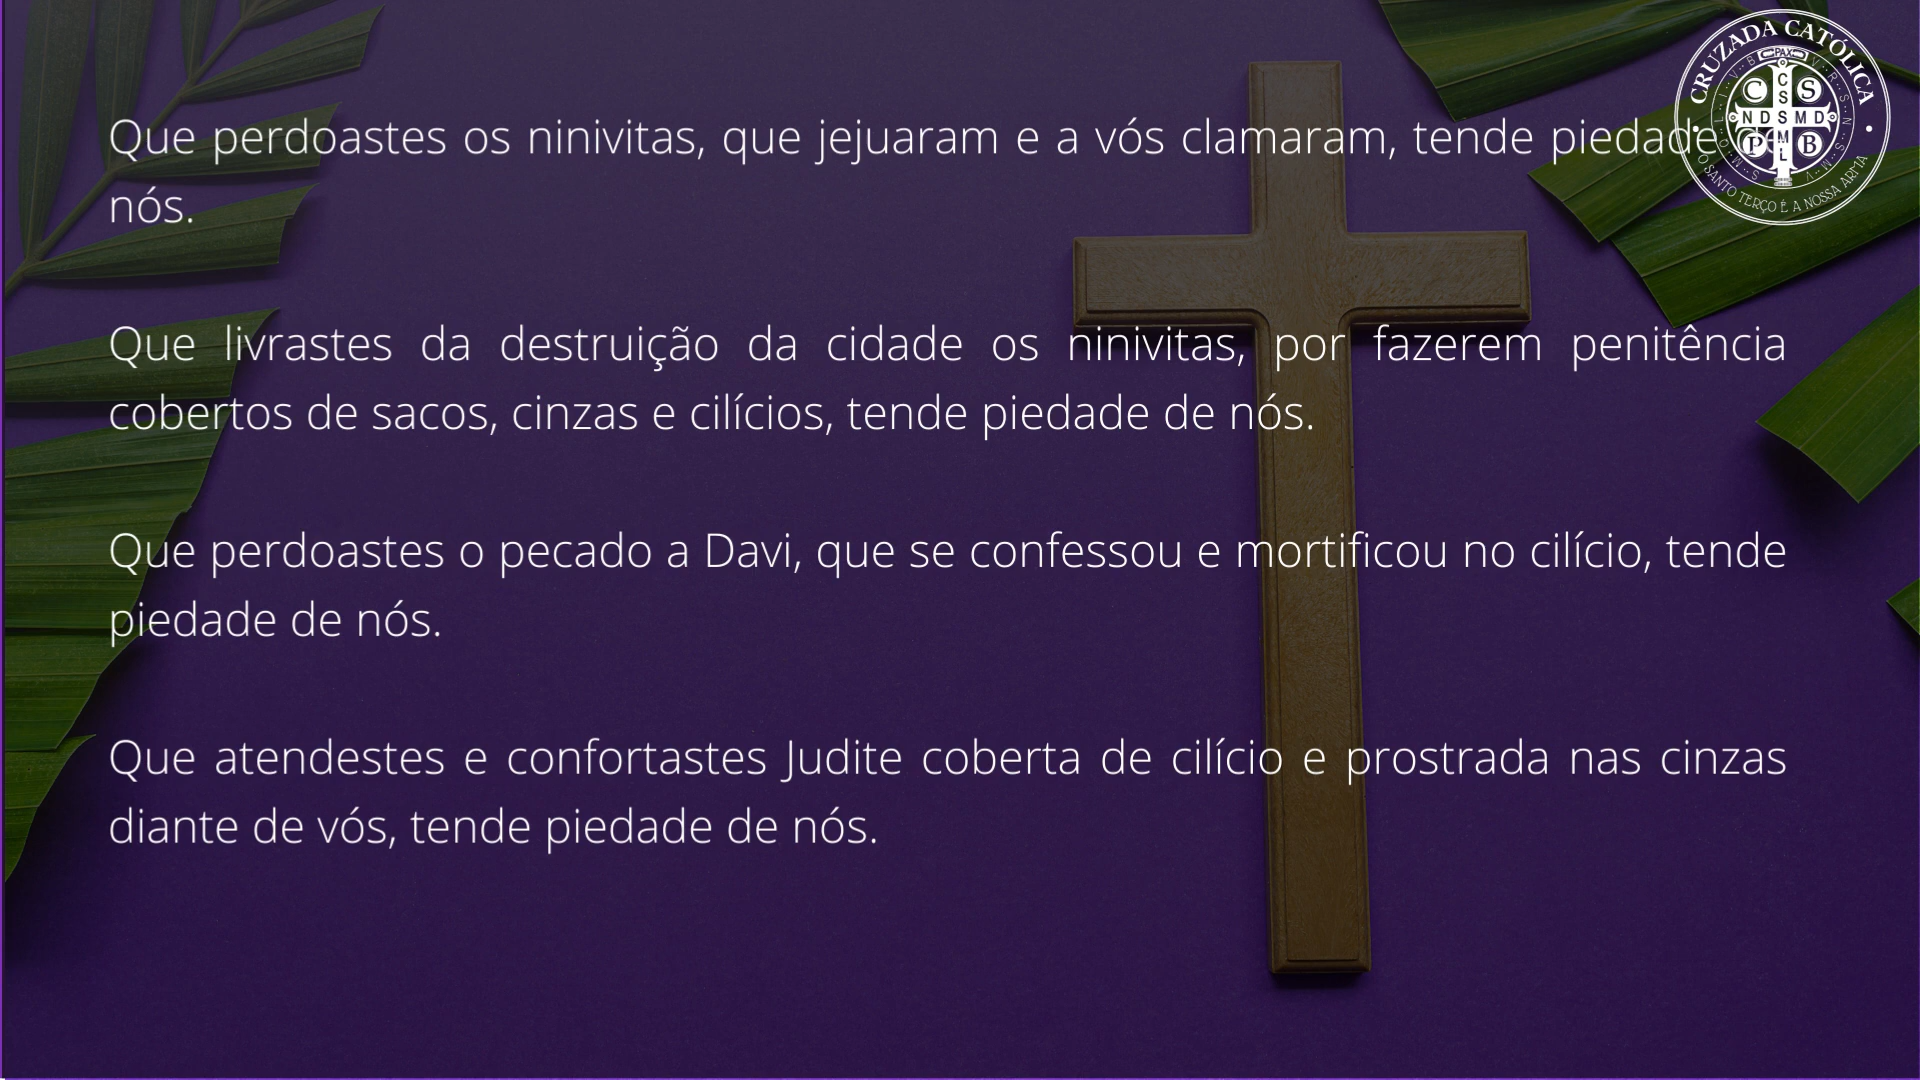 Que perdoastes os ninivitas, que jejuaram e a vós clamaram, tende piedade
nós.
Que livrastes da destruição da cidade os ninivitas, por fazerem penitência
cobertos de sacos, cinzas e cilícios, tende piedade de nós.
Que perdoastes o pecado a Davi, que se confessou e mortificou no cilício, tende
piedade de nós.
Que atendestes e confortastes Judite coberta de cilício e prostrada nas cinzas
diante de vós, tende piedade de nós.
CRUZADA CATÓLICA
PAX
C S
C S S M L
N D S M D
P B
O SANTO TERÇO É A NOSSA ARMA